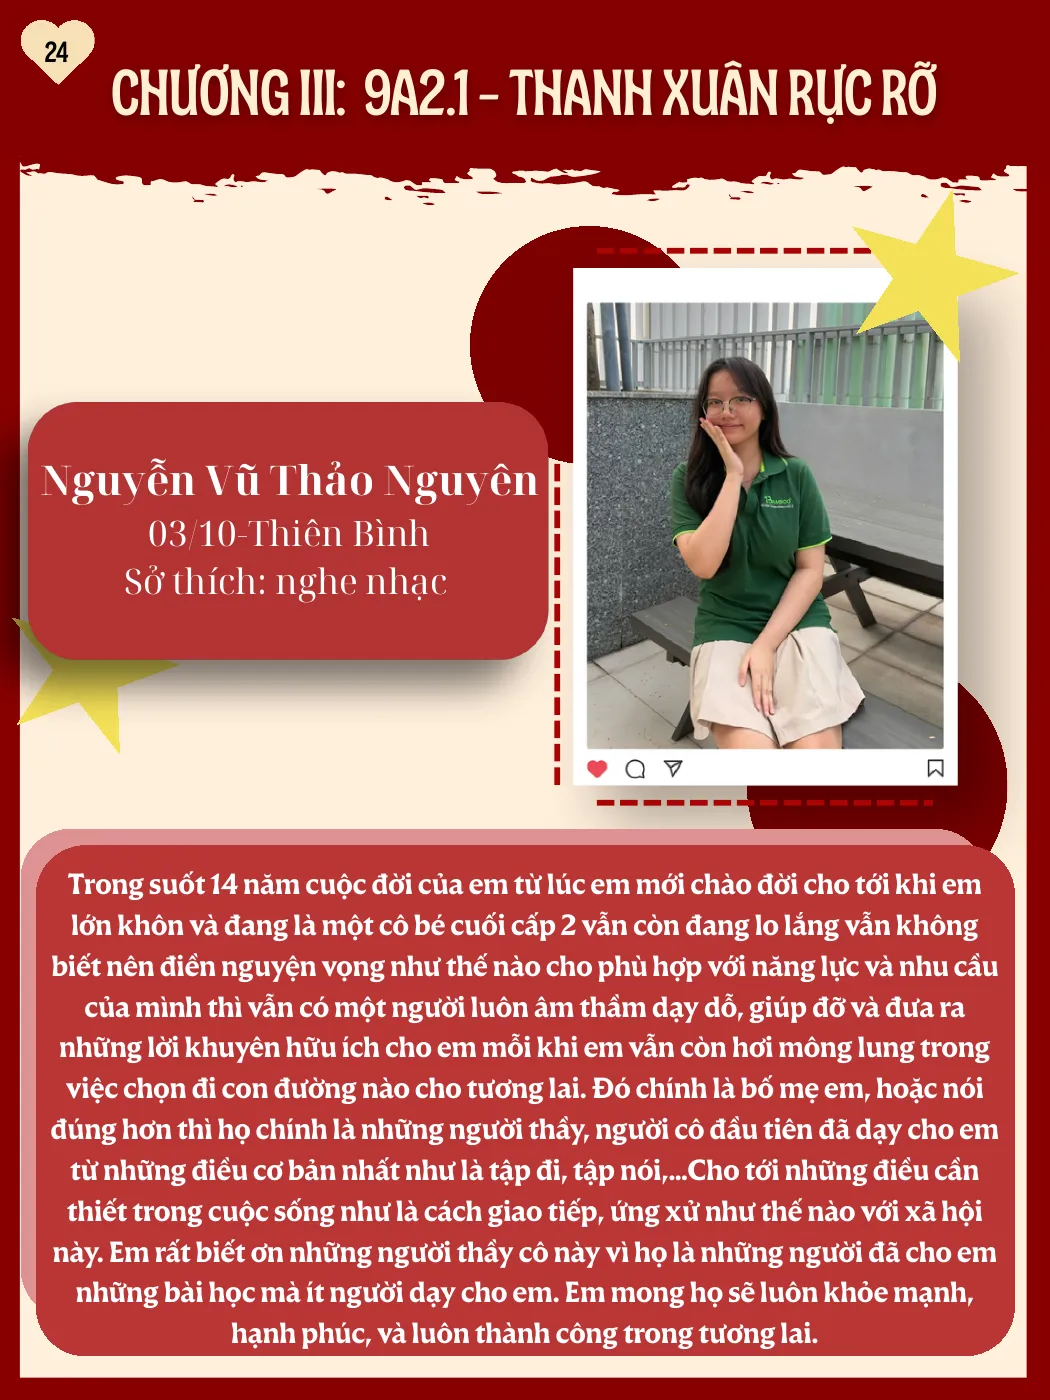 24
CHƯƠNG III: 9A2.1 - THANH XUÂN RỰC RỠ
Nguyễn Vũ Thảo Nguyên
03/10-Thiên Bình
Sở thích: nghe nhạc
BAMBOO
Trong suốt 14 năm cuộc đời của em từ lúc em mới chào đời cho tới khi em
lớn khôn và đang là một cô bé cuối cấp 2 vẫn còn đang lo lắng vẫn không
biết nên điền nguyện vọng như thế nào cho phù hợp với năng lực và nhu cầu
của mình thì vẫn có một người luôn âm thầm dạy dỗ, giúp đỡ và đưa ra
những lời khuyên hữu ích cho em mỗi khi em vẫn còn hơi mông lung trong
việc chọn đi con đường nào cho tương lai. Đó chính là bố mẹ em, hoặc nói
đúng hơn thì họ chính là những người thầy, người cô đầu tiên đã dạy cho em
từ những điều cơ bản nhất như là tập đi, tập nói,...Cho tới những điều cần
thiết trong cuộc sống như là cách giao tiếp, ứng xử như thế nào với xã hội
này. Em rất biết ơn những người thầy cô này vì họ là những người đã cho em
những bài học mà ít người dạy cho em. Em mong họ sẽ luôn khỏe mạnh,
hạnh phúc, và luôn thành công trong tương lai.